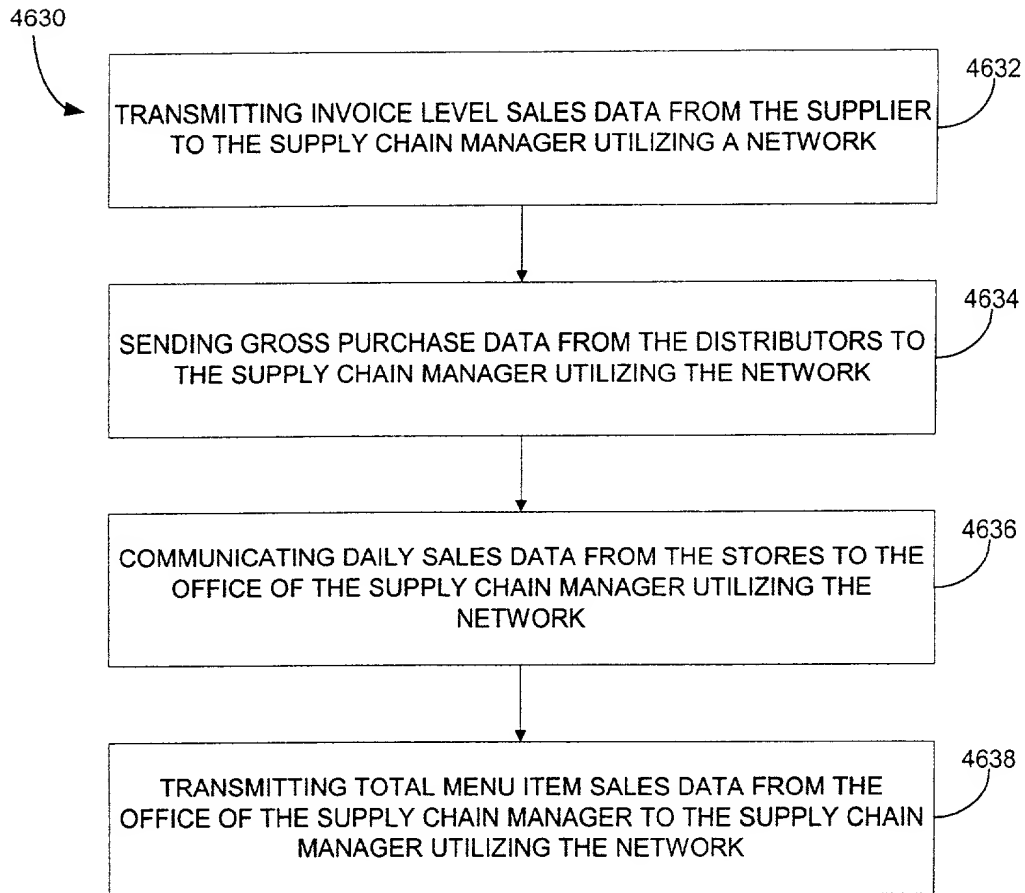 4630
4632
TRANSMITTING INVOICE LEVEL SALES DATA FROM THE SUPPLIER
TO THE SUPPLY CHAIN MANAGER UTILIZING A NETWORK
4634
SENDING GROSS PURCHASE DATA FROM THE DISTRIBUTORS TO
THE SUPPLY CHAIN MANAGER UTILIZING THE NETWORK
4636
COMMUNICATING DAILY SALES DATA FROM THE STORES TO THE
OFFICE OF THE SUPPLY CHAIN MANAGER UTILIZING THE
NETWORK
4638
TRANSMITTING TOTAL MENU ITEM SALES DATA FROM THE
OFFICE OF THE SUPPLY CHAIN MANAGER TO THE SUPPLY CHAIN
MANAGER UTILIZING THE NETWORK